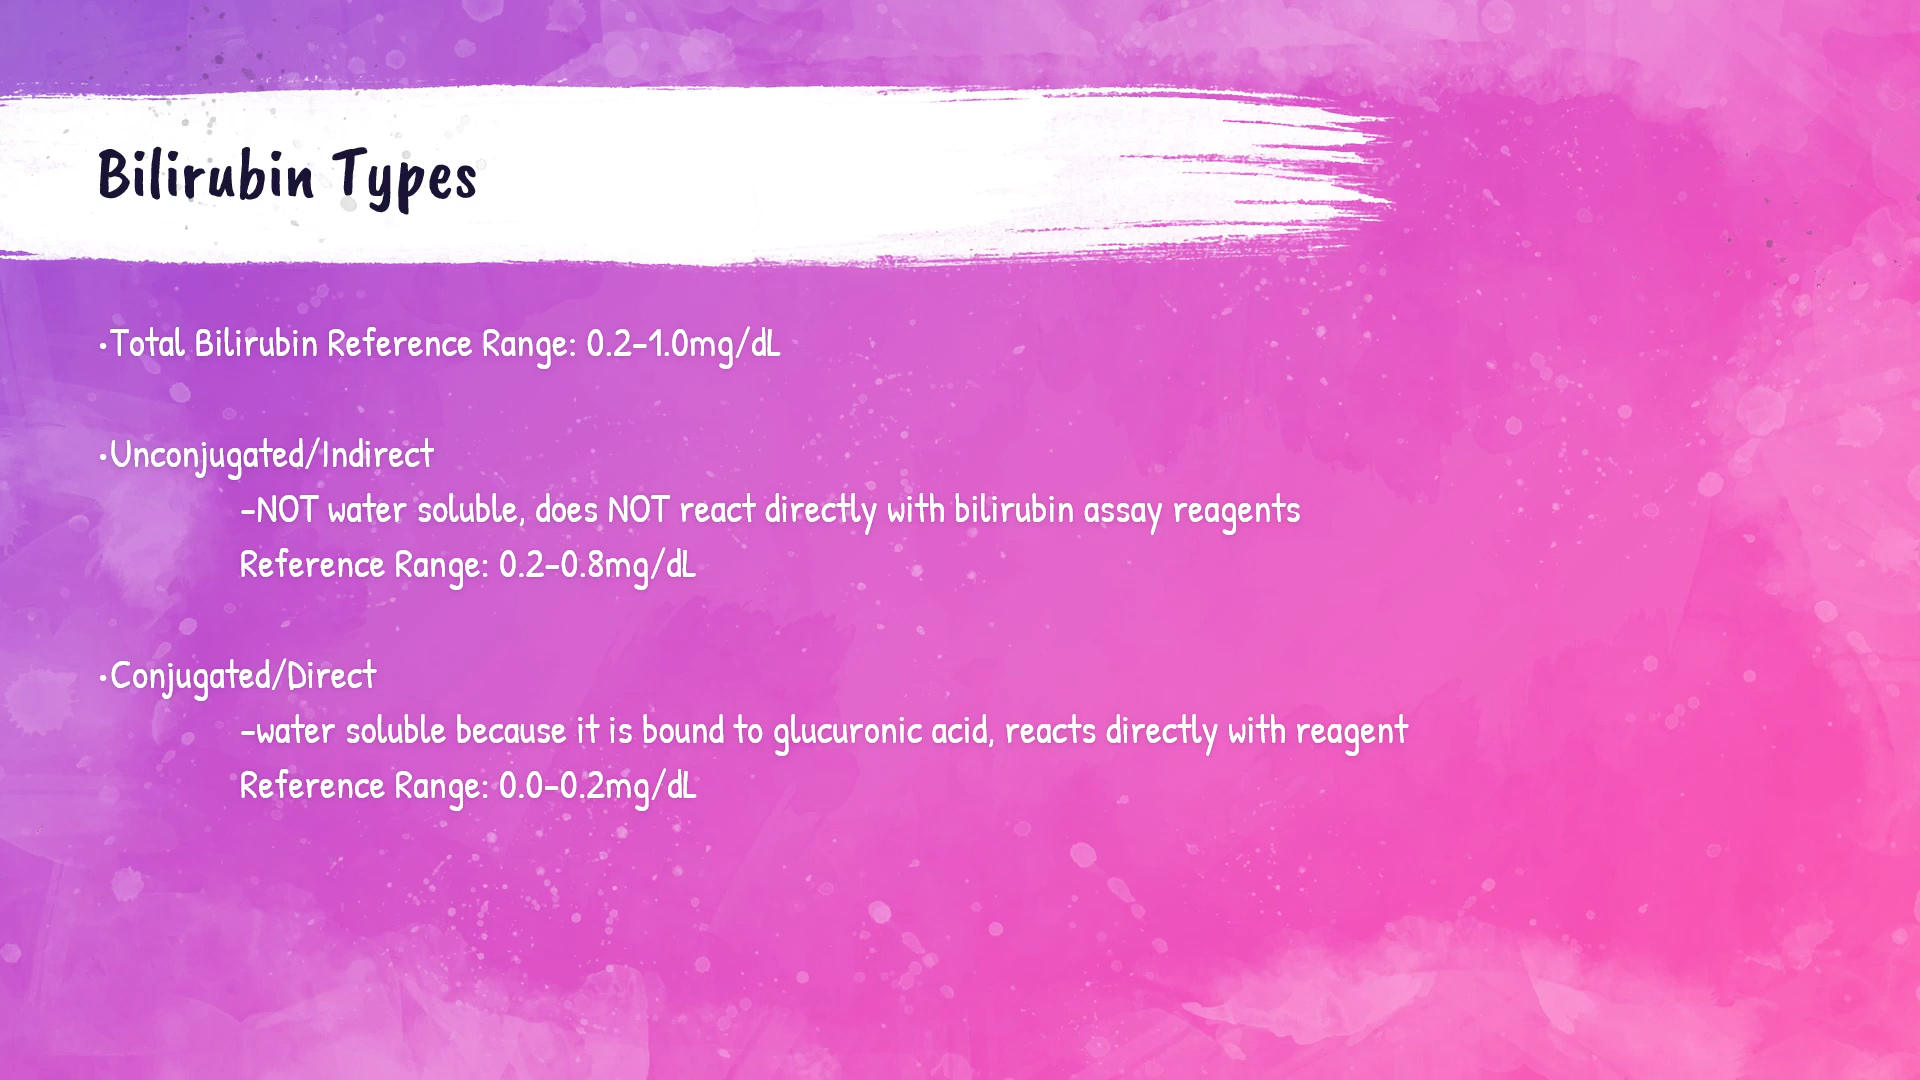 Bilirubin Types
•Total Bilirubin Reference Range: 0.2-1.0mg/dL
•Unconjugated/Indirect
-NOT water soluble, does NOT react directly with bilirubin assay reagents
Reference Range: 0.2-0.8mg/dL
•Conjugated/Direct
-water soluble because it is bound to glucuronic acid, reacts directly with reagent
Reference Range: 0.0-0.2mg/dL